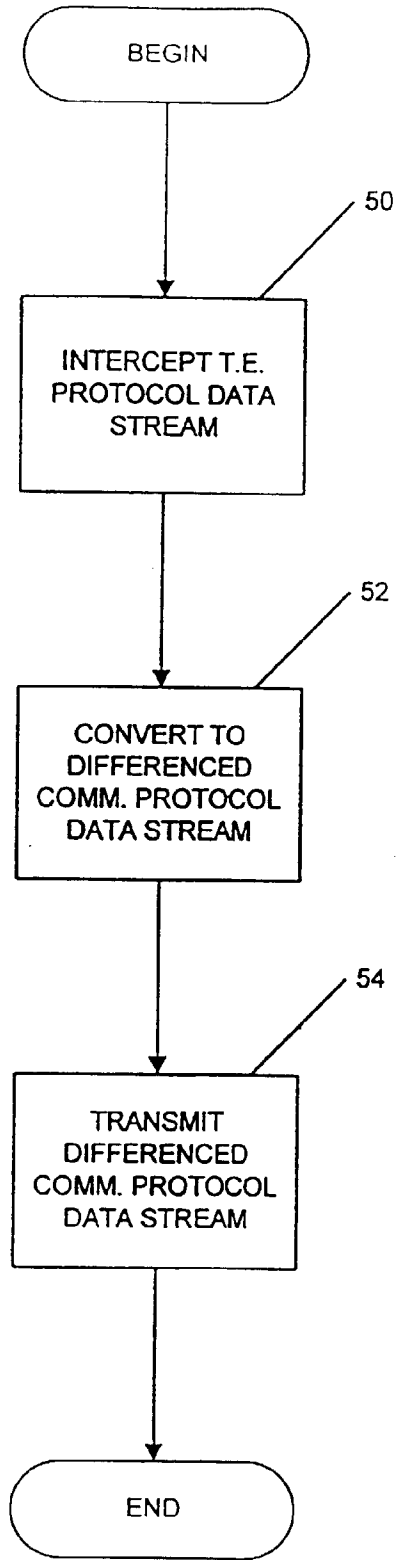 BEGIN
50
INTERCEPT T.E.
PROTOCOL DATA
STREAM
52
CONVERT TO
DIFFERENCED
COMM. PROTOCOL
DATA STREAM
54
TRANSMIT
DIFFERENCED
COMM. PROTOCOL
DATA STREAM
END